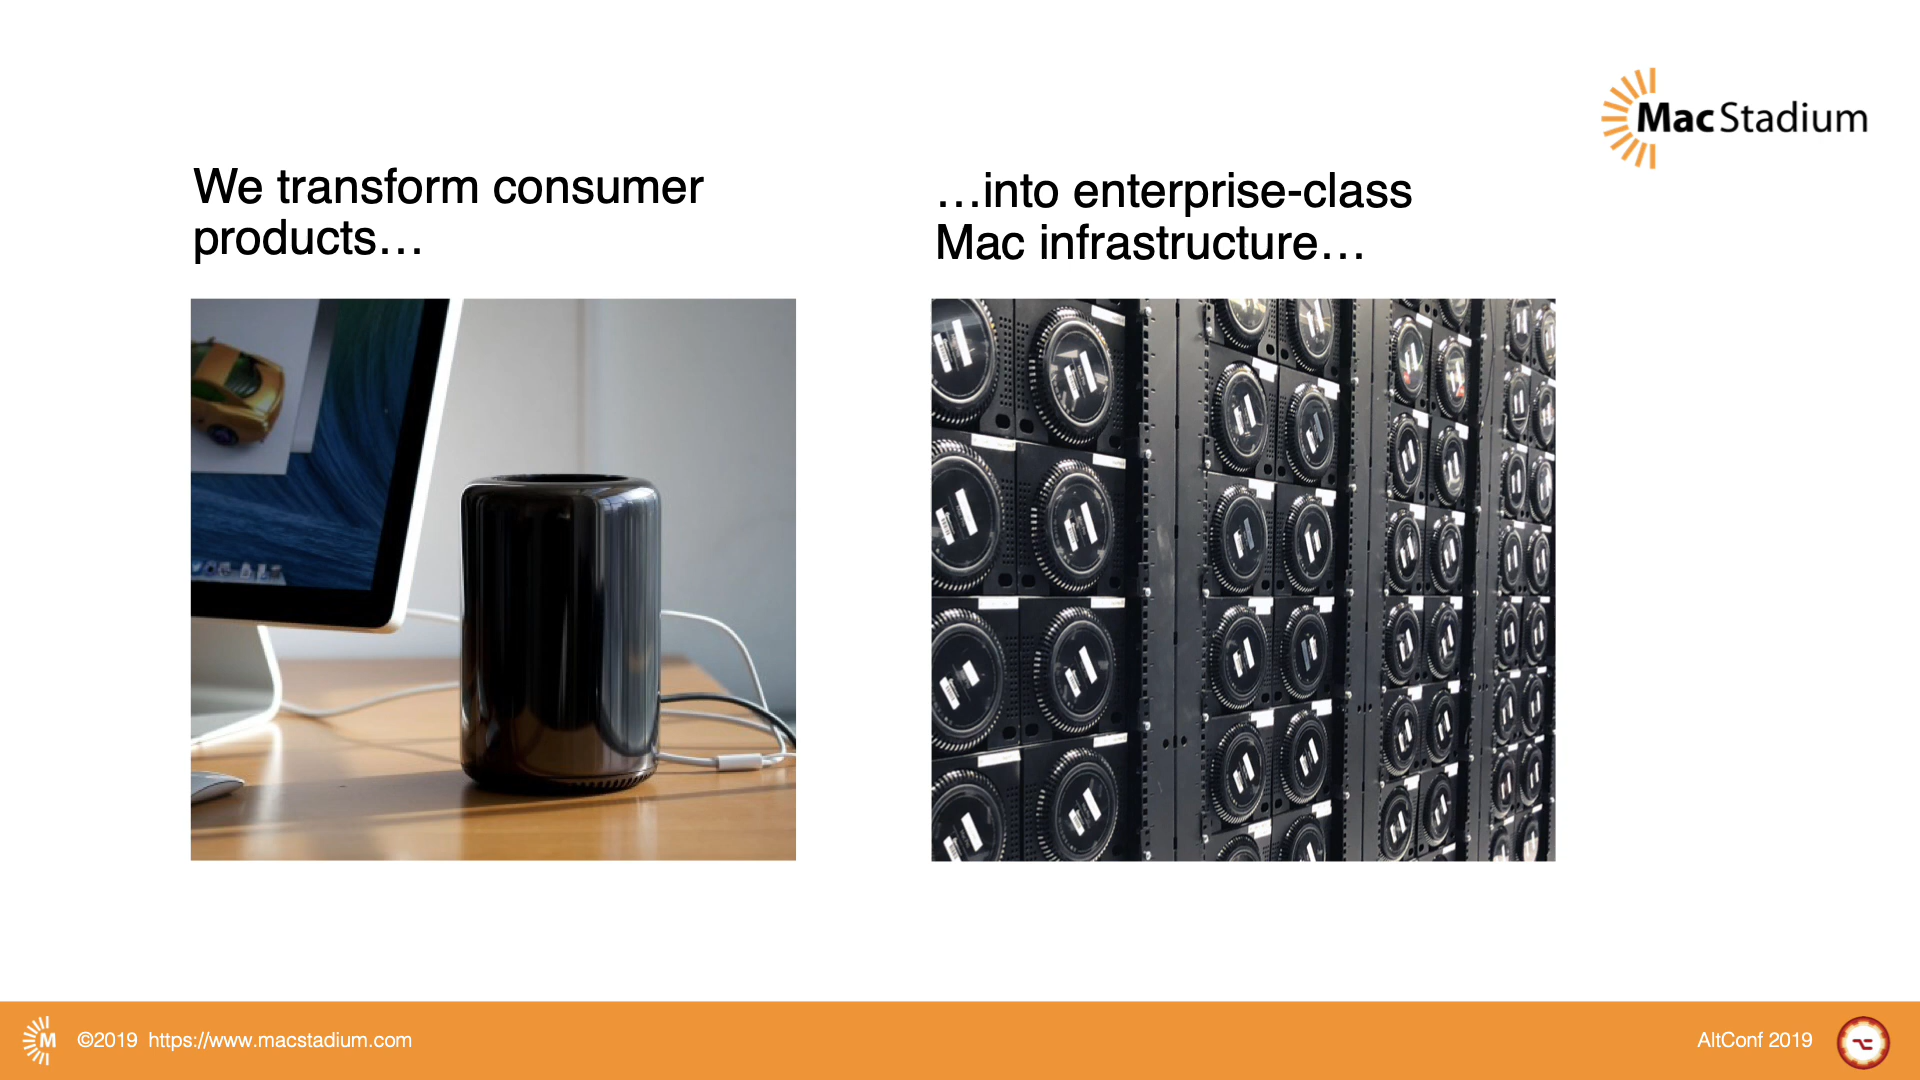 MacStadium
We transform consumer
products…
…into enterprise-class
Mac infrastructure…
M
©2019 https://www.macstadium.com
AltConf 2019